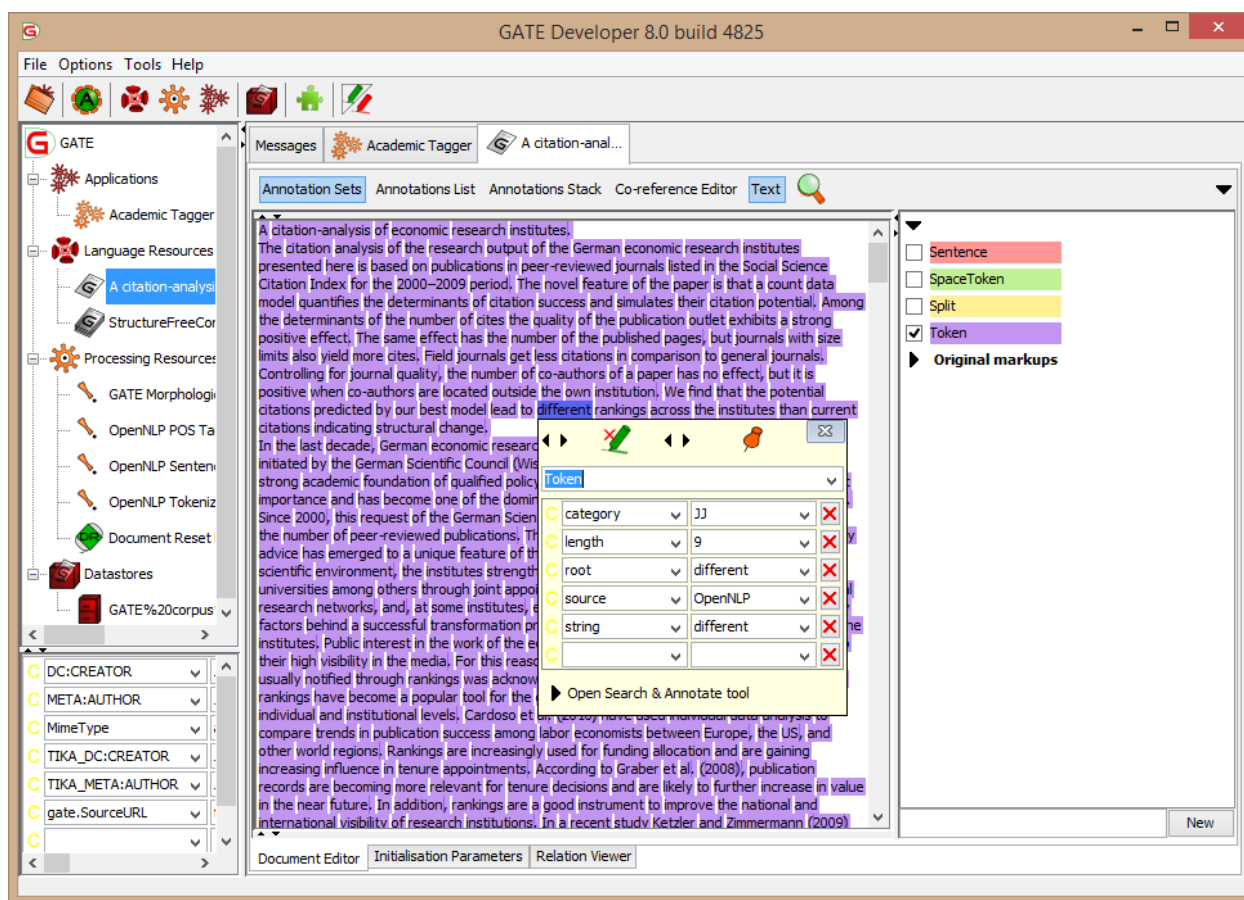 GATE Developer 8.0 build 4825
File Options Tools Help
GATE
Applications
Academic Tagger
Language Resources
A citation-analysi
StructureFreeCor
Processing Resources
GATE Morphologi
OpenNLP POS Ta
OpenNLP Senten
OpenNLP Tokeniz
Document Reset
Datastores
GATE%20corpus
DC:CREATOR
META:AUTHOR
MimeType
TIKA_DC:CREATOR
TIKA_META:AUTHOR
gate.SourceURL
Messages Academic Tagger A citation-anal...
Annotation Sets Annotations List Annotations Stack Co-reference Editor Text
A citation-analysis of economic research institutes.
The citation analysis of the research output of the German economic research institutes
presented here is based on publications in peer-reviewed journals listed in the Social Science
Citation Index for the 2000–2009 period. The novel feature of the paper is that a count data
model quantifies the determinants of citation success and simulates their citation potential. Among
the determinants of the number of cites the quality of the publication outlet exhibits a strong
positive effect. The same effect has the number of the published pages, but journals with size
limits also yield more cites. Field journals get less citations in comparison to general journals.
Controlling for journal quality, the number of co-authors of a paper has no effect, but it is
positive when co-authors are located outside the own institution. We find that the potential
citations predicted by our best model lead to different rankings across the institutes than current
citations indicating structural change.
In the last decade, German economic researc
initiated by the German Scientific Council (Wis
strong academic foundation of qualified policy
importance and has become one of the domin
Since 2000, this request of the German Scien
the number of peer-reviewed publications. Th
advice has emerged to a unique feature of th
scientific environment, the institutes strength
universities among others through joint appoi
research networks, and, at some institutes, e
factors behind a successful transformation pr
institutes. Public interest in the work of the e
their high visibility in the media. For this reaso
usually notified through rankings was acknow
rankings have become a popular tool for the
individual and institutional levels. Cardoso et al. (2010) have used individual data analysis to
compare trends in publication success among labor economists between Europe, the US, and
other world regions. Rankings are increasingly used for funding allocation and are gaining
increasing influence in tenure appointments. According to Graber et al. (2008), publication
records are becoming more relevant for tenure decisions and are likely to further increase in value
in the near future. In addition, rankings are a good instrument to improve the national and
international visibility of research institutions. In a recent study Ketzler and Zimmermann (2009)
Token
C category JJ
C length 9
C root different
C source OpenNLP
C string different
Open Search & Annotate tool
Sentence
SpaceToken
Split
Token
Original markups
New
Document Editor Initialisation Parameters Relation Viewer